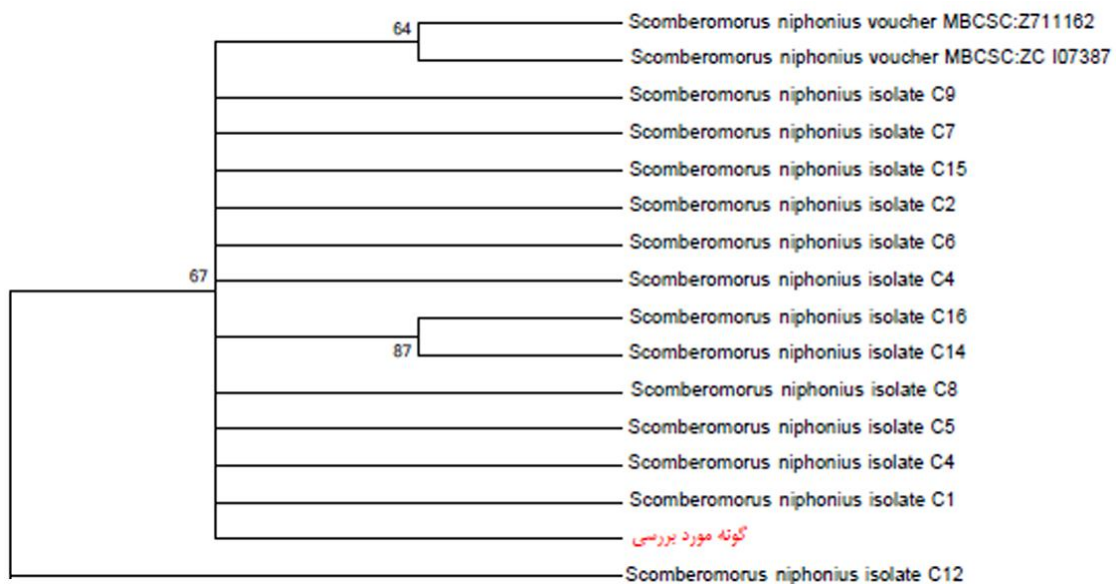 64
Scomberomorus niphonius voucher MBCSC:Z711162
Scomberomorus niphonius voucher MBCSC:ZC I07387
Scomberomorus niphonius isolate C9
Scomberomorus niphonius isolate C7
Scomberomorus niphonius isolate C15
Scomberomorus niphonius isolate C2
Scomberomorus niphonius isolate C6
67
Scomberomorus niphonius isolate C4
Scomberomorus niphonius isolate C16
87
Scomberomorus niphonius isolate C14
Scomberomorus niphonius isolate C8
Scomberomorus niphonius isolate C5
Scomberomorus niphonius isolate C4
Scomberomorus niphonius isolate C1
گونه مورد بررسی
Scomberomorus niphonius isolate C12